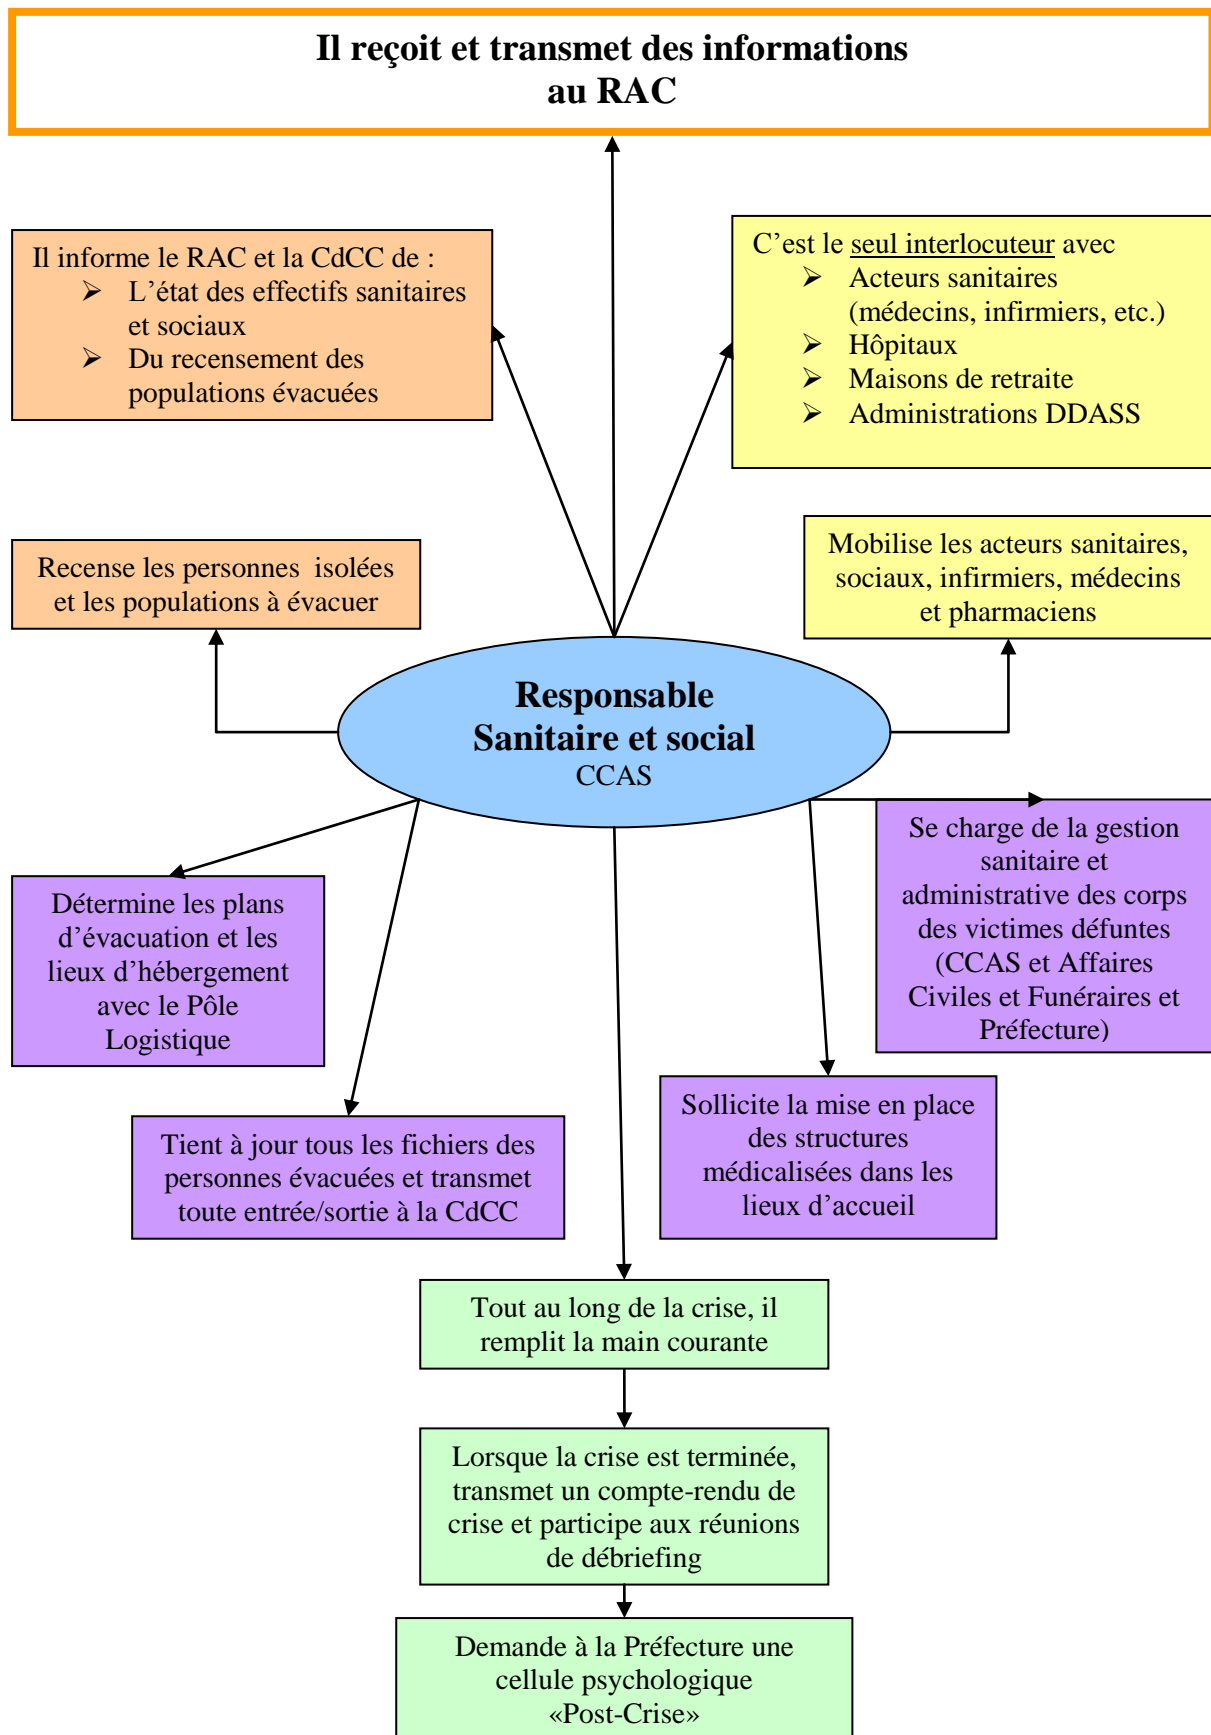 Il reçoit et transmet des informations
au RAC
Il informe le RAC et la CdCC de :
➢ L'état des effectifs sanitaires
et sociaux
➢ Du recensement des
populations évacuées
C'est le seul interlocuteur avec
➢ Acteurs sanitaires
(médecins, infirmiers, etc.)
➢ Hôpitaux
➢ Maisons de retraite
➢ Administrations DDASS
Recense les personnes isolées
et les populations à évacuer
Mobilise les acteurs sanitaires,
sociaux, infirmiers, médecins
et pharmaciens
Responsable
Sanitaire et social
CCAS
Détermine les plans
d'évacuation et les
lieux d'hébergement
avec le Pôle
Logistique
Se charge de la gestion
sanitaire et
administrative des corps
des victimes défuntes
(CCAS et Affaires
Civiles et Funéraires et
Préfecture)
Tient à jour tous les fichiers des
personnes évacuées et transmet
toute entrée/sortie à la CdCC
Sollicite la mise en place
des structures
médicalisées dans les
lieux d'accueil
Tout au long de la crise, il
remplit la main courante
Lorsque la crise est terminée,
transmet un compte-rendu de
crise et participe aux réunions
de débriefing
Demande à la Préfecture une
cellule psychologique
«Post-Crise»